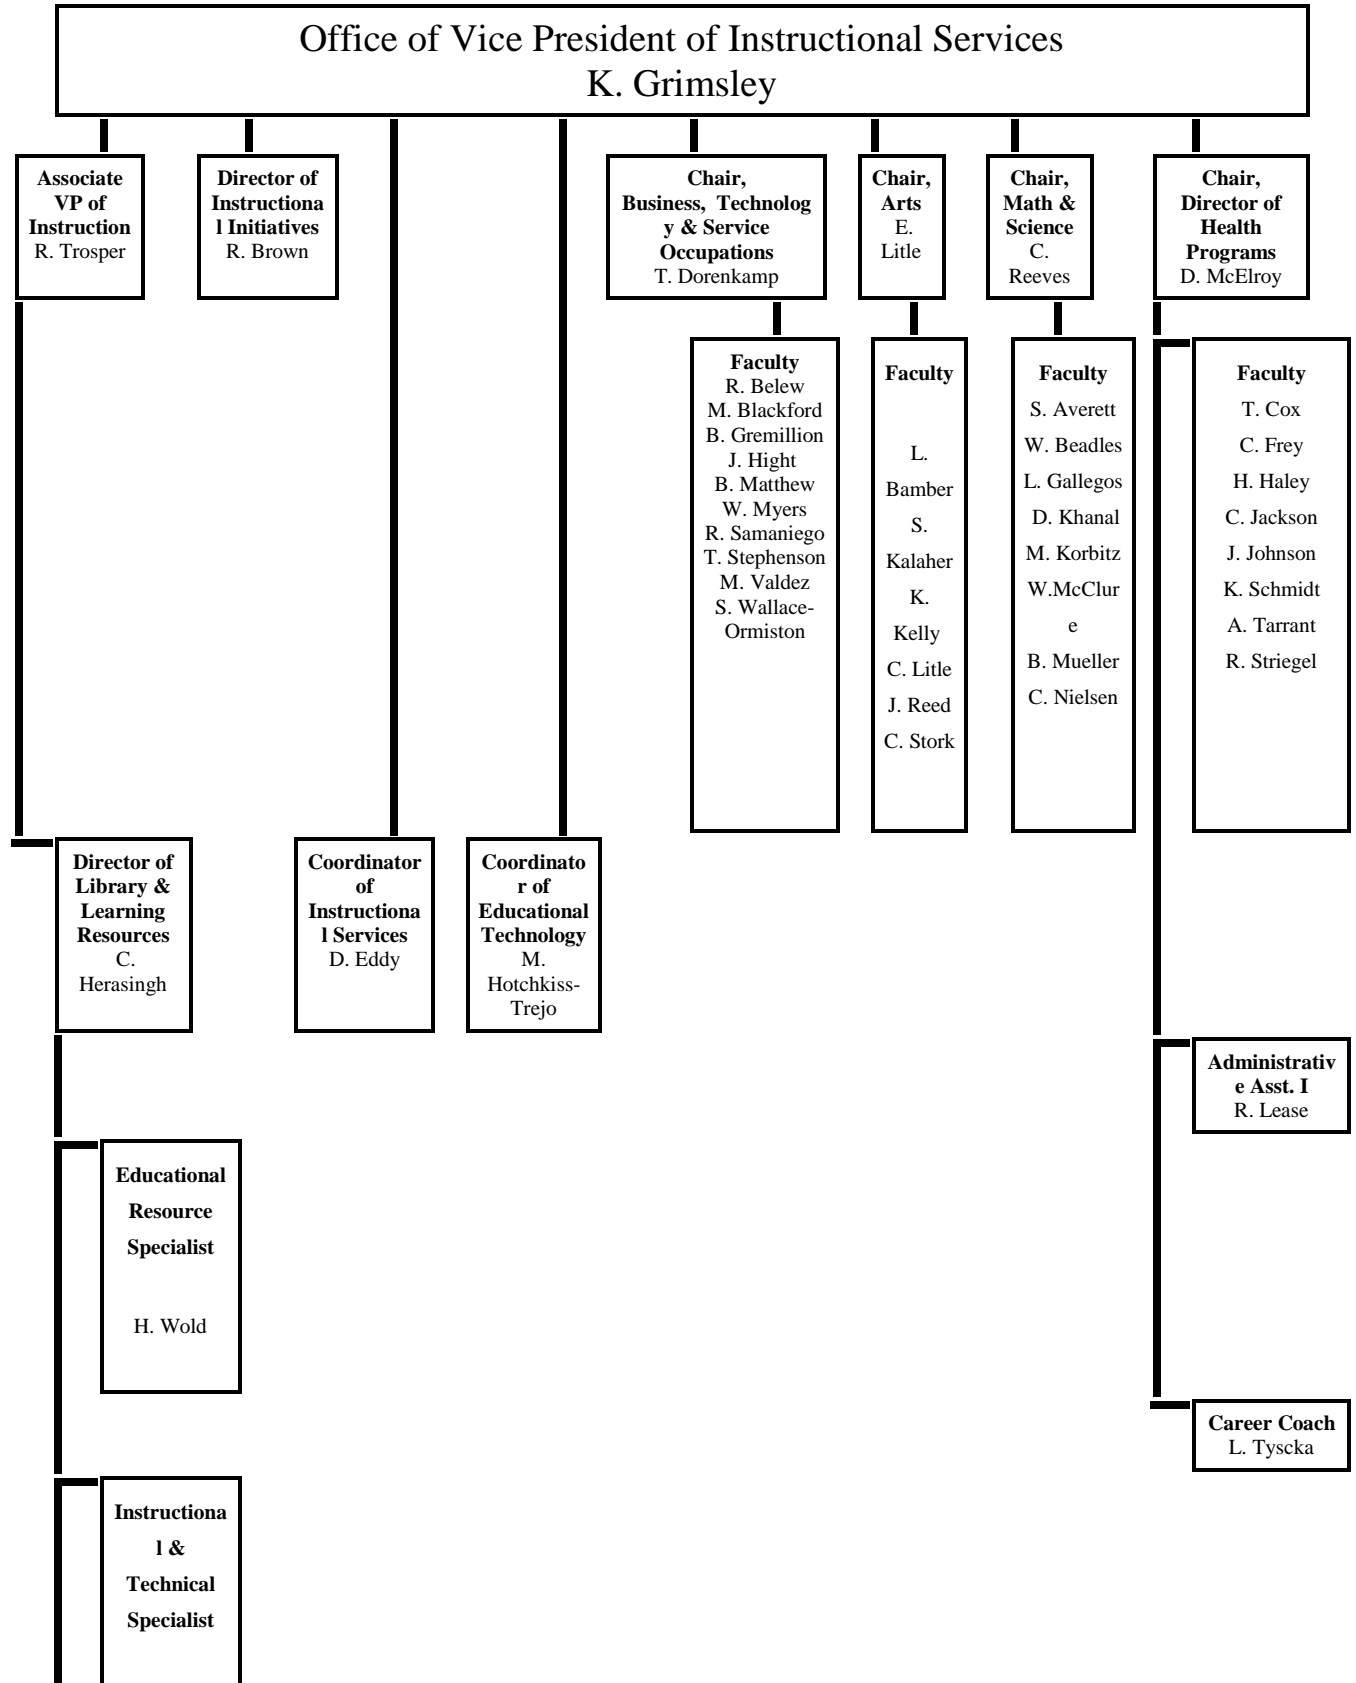 Office of Vice President of Instructional Services
K. Grimsley
Associate
VP of
Instruction
R. Trosper
Director of
Instructiona
l Initiatives
R. Brown
Chair,
Business, Technolog
y & Service
Occupations
T. Dorenkamp
Chair,
Arts
E.
Litle
Chair,
Math &
Science
C.
Reeves
Chair,
Director of
Health
Programs
D. McElroy
Faculty
R. Belew
M. Blackford
B. Gremillion
J. Hight
B. Matthew
W. Myers
R. Samaniego
T. Stephenson
M. Valdez
S. Wallace-
Ormiston
Faculty
L.
Bamber
S.
Kalaher
K.
Kelly
C. Litle
J. Reed
C. Stork
Faculty
S. Averett
W. Beadles
L. Gallegos
D. Khanal
M. Korbitz
W.McClur
e
B. Mueller
C. Nielsen
Faculty
T. Cox
C. Frey
H. Haley
C. Jackson
J. Johnson
K. Schmidt
A. Tarrant
R. Striegel
Director of
Library &
Learning
Resources
C.
Herasingh
Coordinator
of
Instructiona
l Services
D. Eddy
Coordinato
r of
Educational
Technology
M.
Hotchkiss-
Trejo
Administrativ
e Asst. I
R. Lease
Educational
Resource
Specialist
H. Wold
Career Coach
L. Tyscka
Instructiona
l &
Technical
Specialist